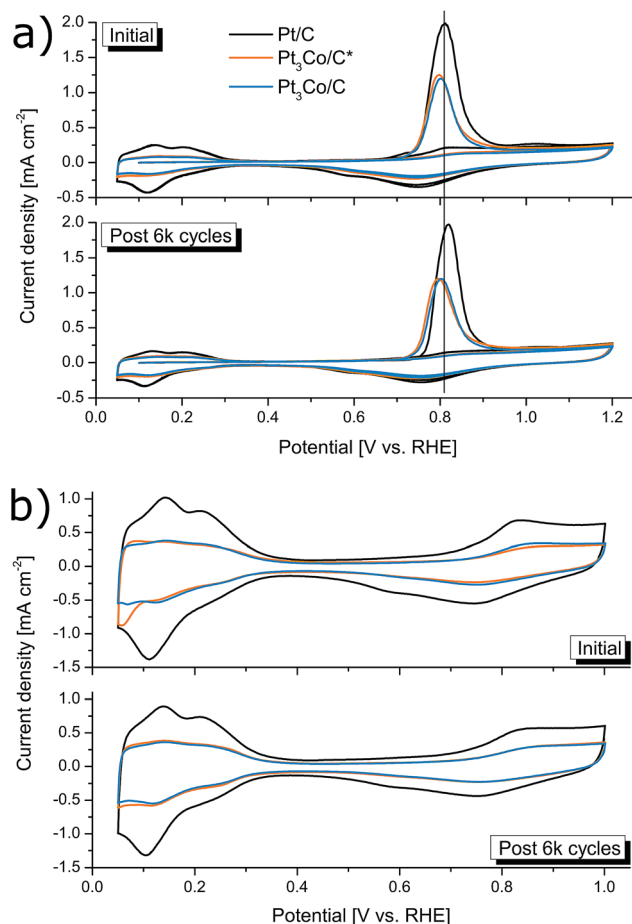 a)
Initial
Pt/C
Pt₃Co/C*
Pt₃Co/C
2.0
1.5
1.0
0.5
0.0
-0.5
Post 6k cycles
2.0
1.5
1.0
0.5
0.0
-0.5
Current density [mA cm⁻²]
0.0 0.2 0.4 0.6 0.8 1.0 1.2
Potential [V vs. RHE]
b)
1.0
0.5
0.0
-0.5
-1.0
-1.5
Initial
1.0
0.5
0.0
-0.5
-1.0
-1.5
Post 6k cycles
Current density [mA cm⁻²]
0.0 0.2 0.4 0.6 0.8 1.0
Potential [V vs. RHE]